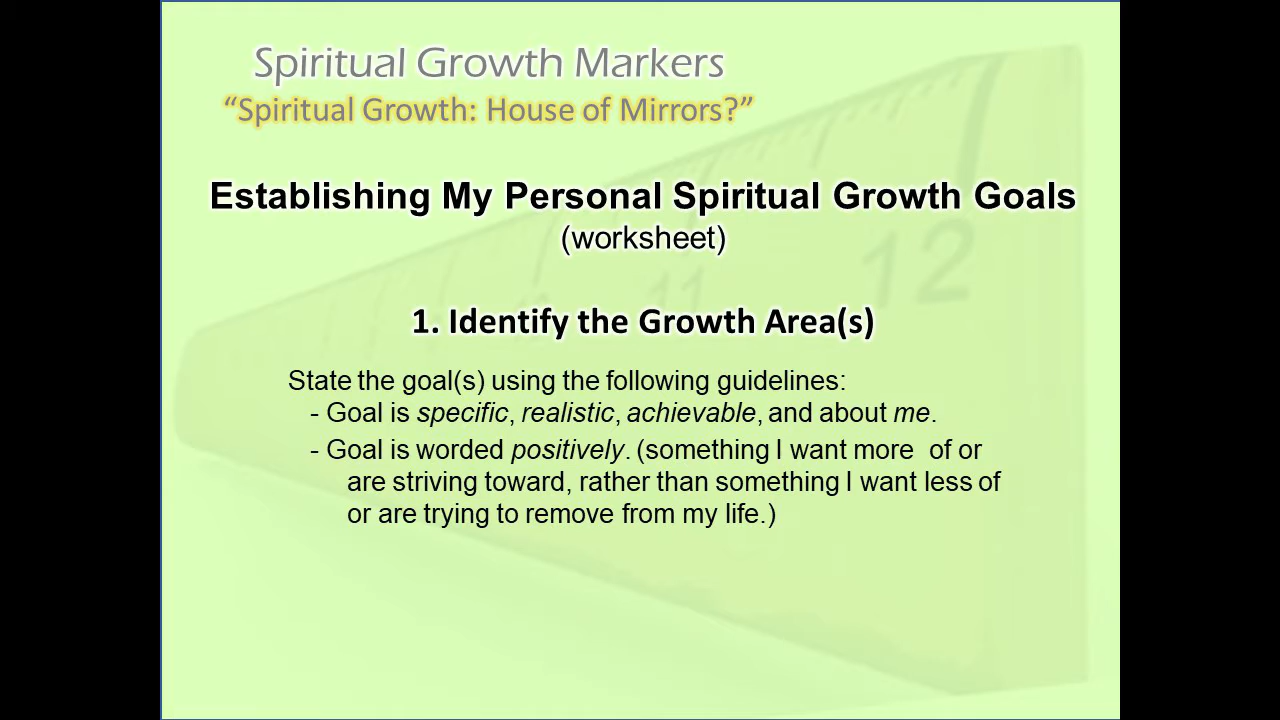 Spiritual Growth Markers
“Spiritual Growth: House of Mirrors?”
Establishing My Personal Spiritual Growth Goals
(worksheet)
11
12
1. Identify the Growth Area(s)
State the goal(s) using the following guidelines:
- Goal is specific, realistic, achievable, and about me.
- Goal is worded positively. (something I want more  of or
are striving toward, rather than something I want less of
or are trying to remove from my life.)